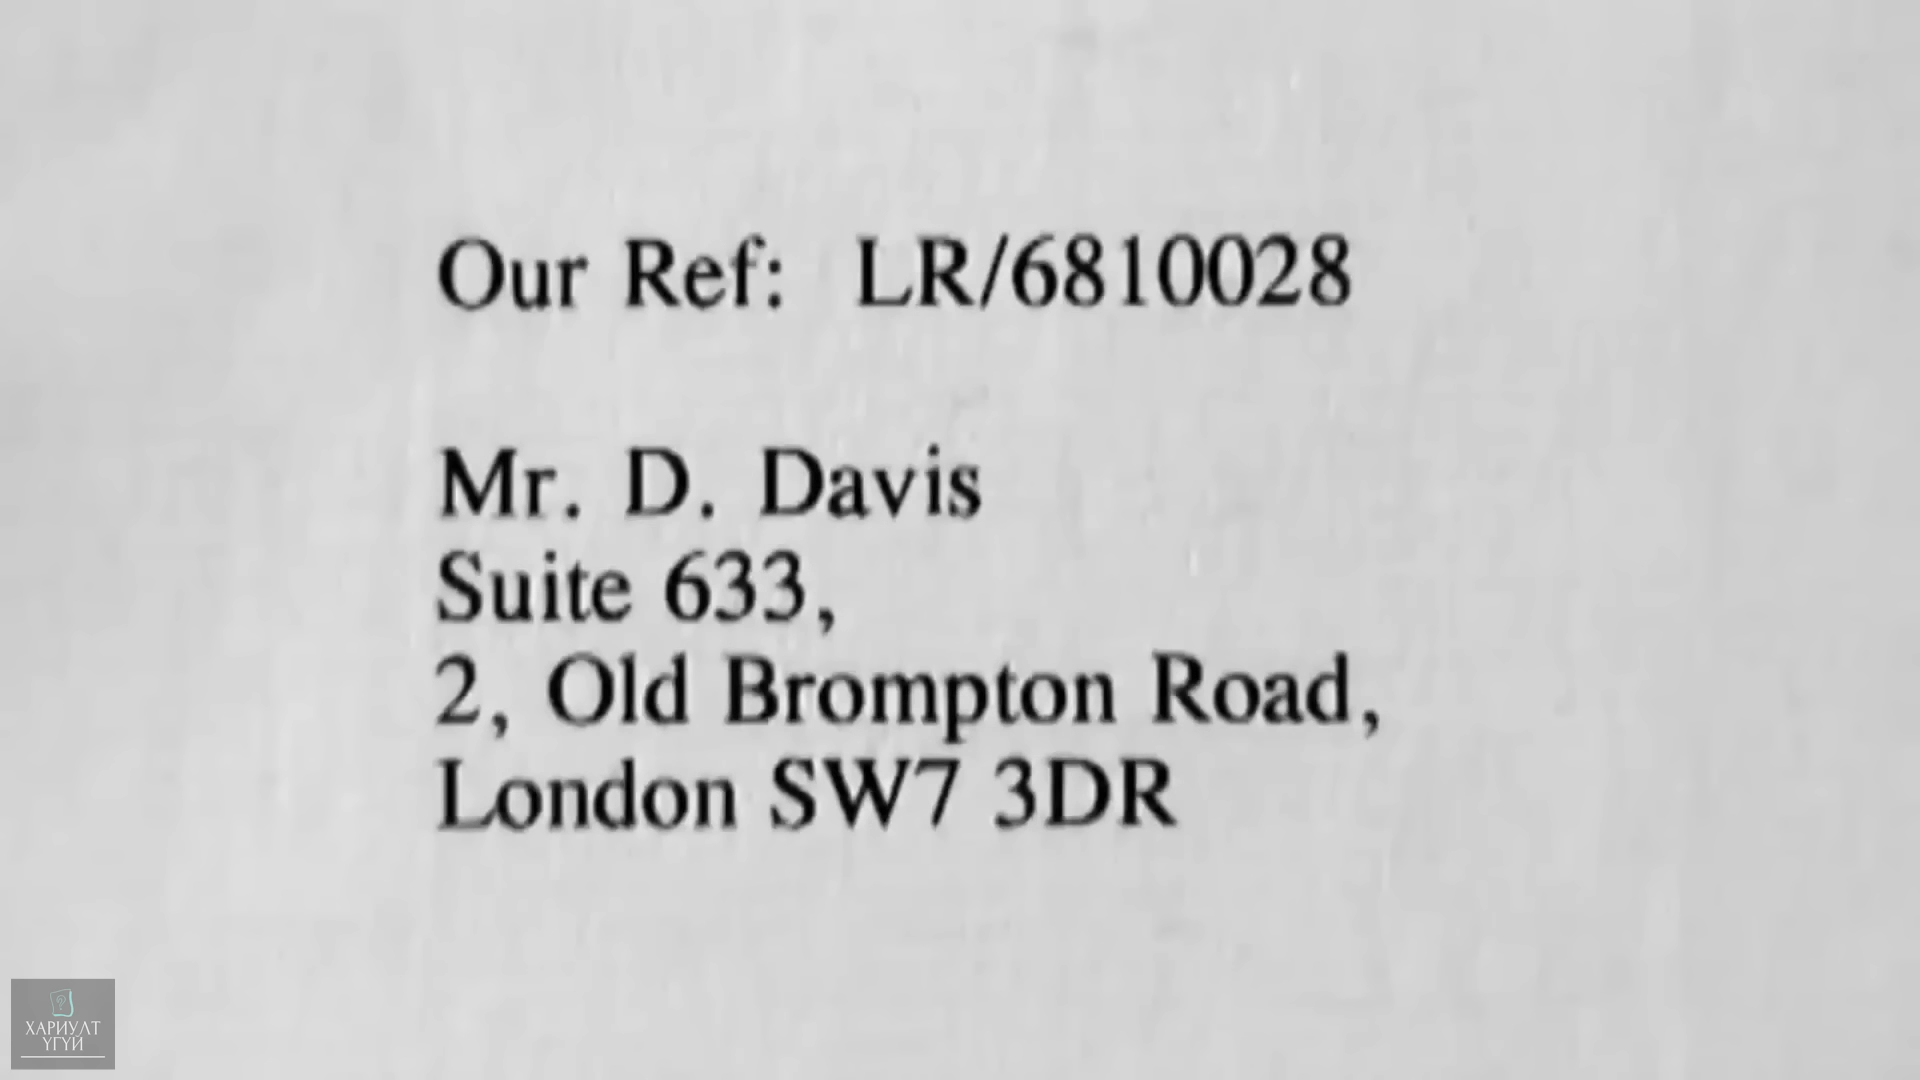 Our Ref: LR/6810028
Mr. D. Davis
Suite 633,
2, Old Brompton Road,
London SW7 3DR
ХАРИУЛТ
ҮГҮЙ